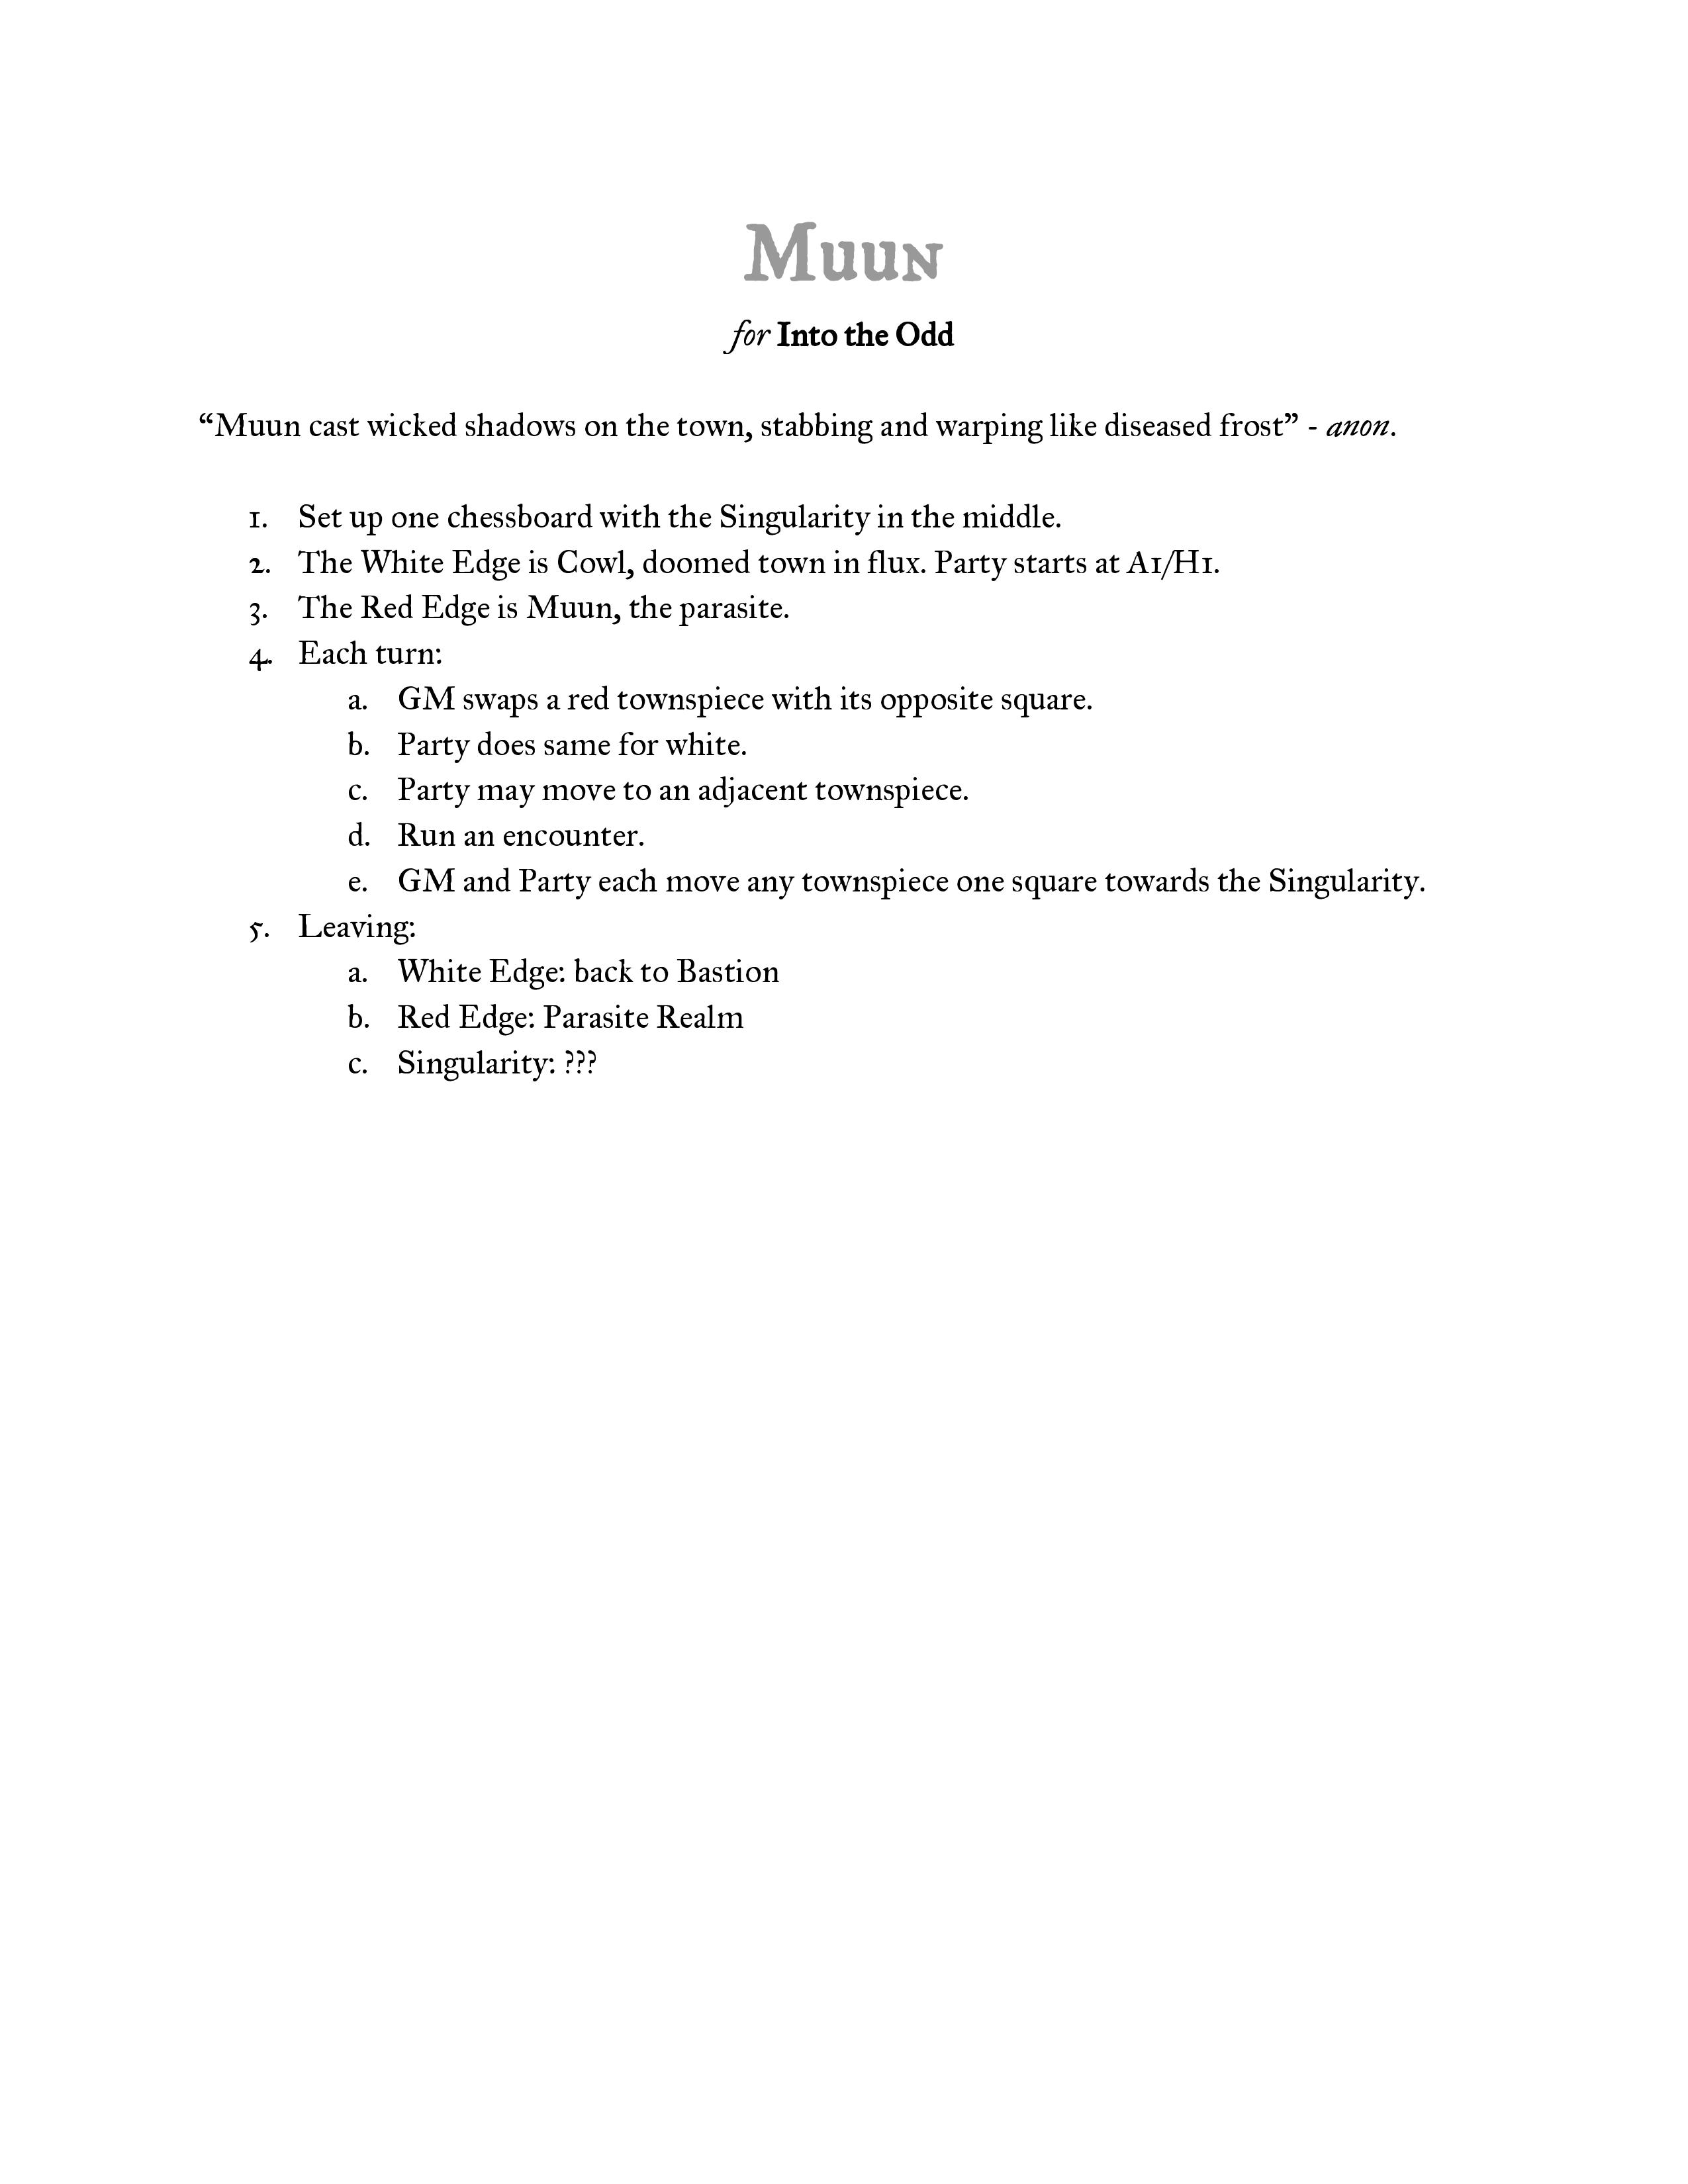 Muun
for Into the Odd
“Muun cast wicked shadows on the town, stabbing and warping like diseased frost” - anon.
1. Set up one chessboard with the Singularity in the middle.
2. The White Edge is Cowl, doomed town in flux. Party starts at A1/H1.
3. The Red Edge is Muun, the parasite.
4. Each turn:
a. GM swaps a red townspiece with its opposite square.
b. Party does same for white.
c. Party may move to an adjacent townspiece.
d. Run an encounter.
e. GM and Party each move any townspiece one square towards the Singularity.
5. Leaving:
a. White Edge: back to Bastion
b. Red Edge: Parasite Realm
c. Singularity: ???